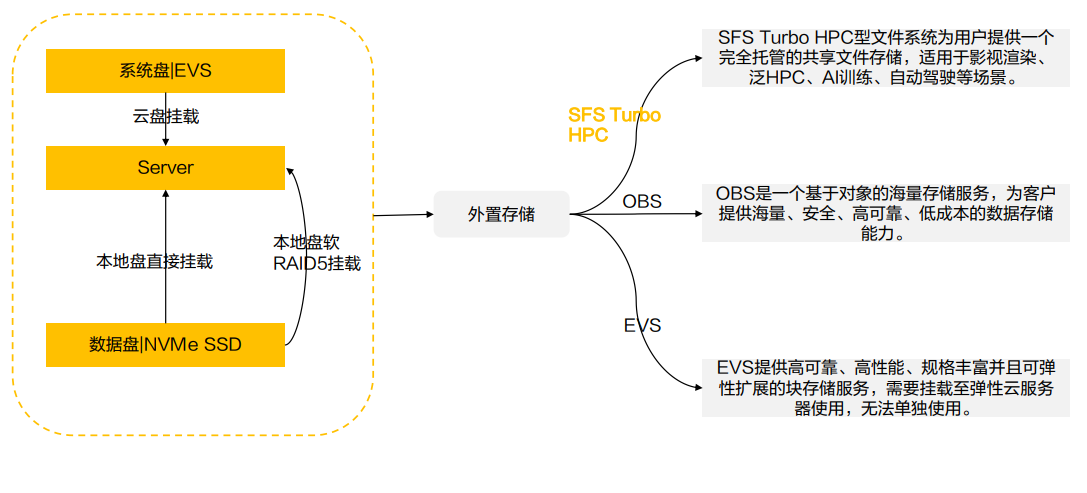 系统盘|EVS
云盘挂载
Server
本地盘直接挂载
本地盘软
RAID5挂载
数据盘|NVMe SSD
外置存储
SFS Turbo
HPC
OBS
EVS
SFS Turbo HPC型文件系统为用户提供一个
完全托管的共享文件存储，适用于影视渲染、
泛HPC、AI训练、自动驾驶等场景。
OBS是一个基于对象的海量存储服务，为客户
提供海量、安全、高可靠、低成本的数据存储
能力。
EVS提供高可靠、高性能、规格丰富并且可弹
性扩展的块存储服务，需要挂载至弹性云服务
器使用，无法单独使用。